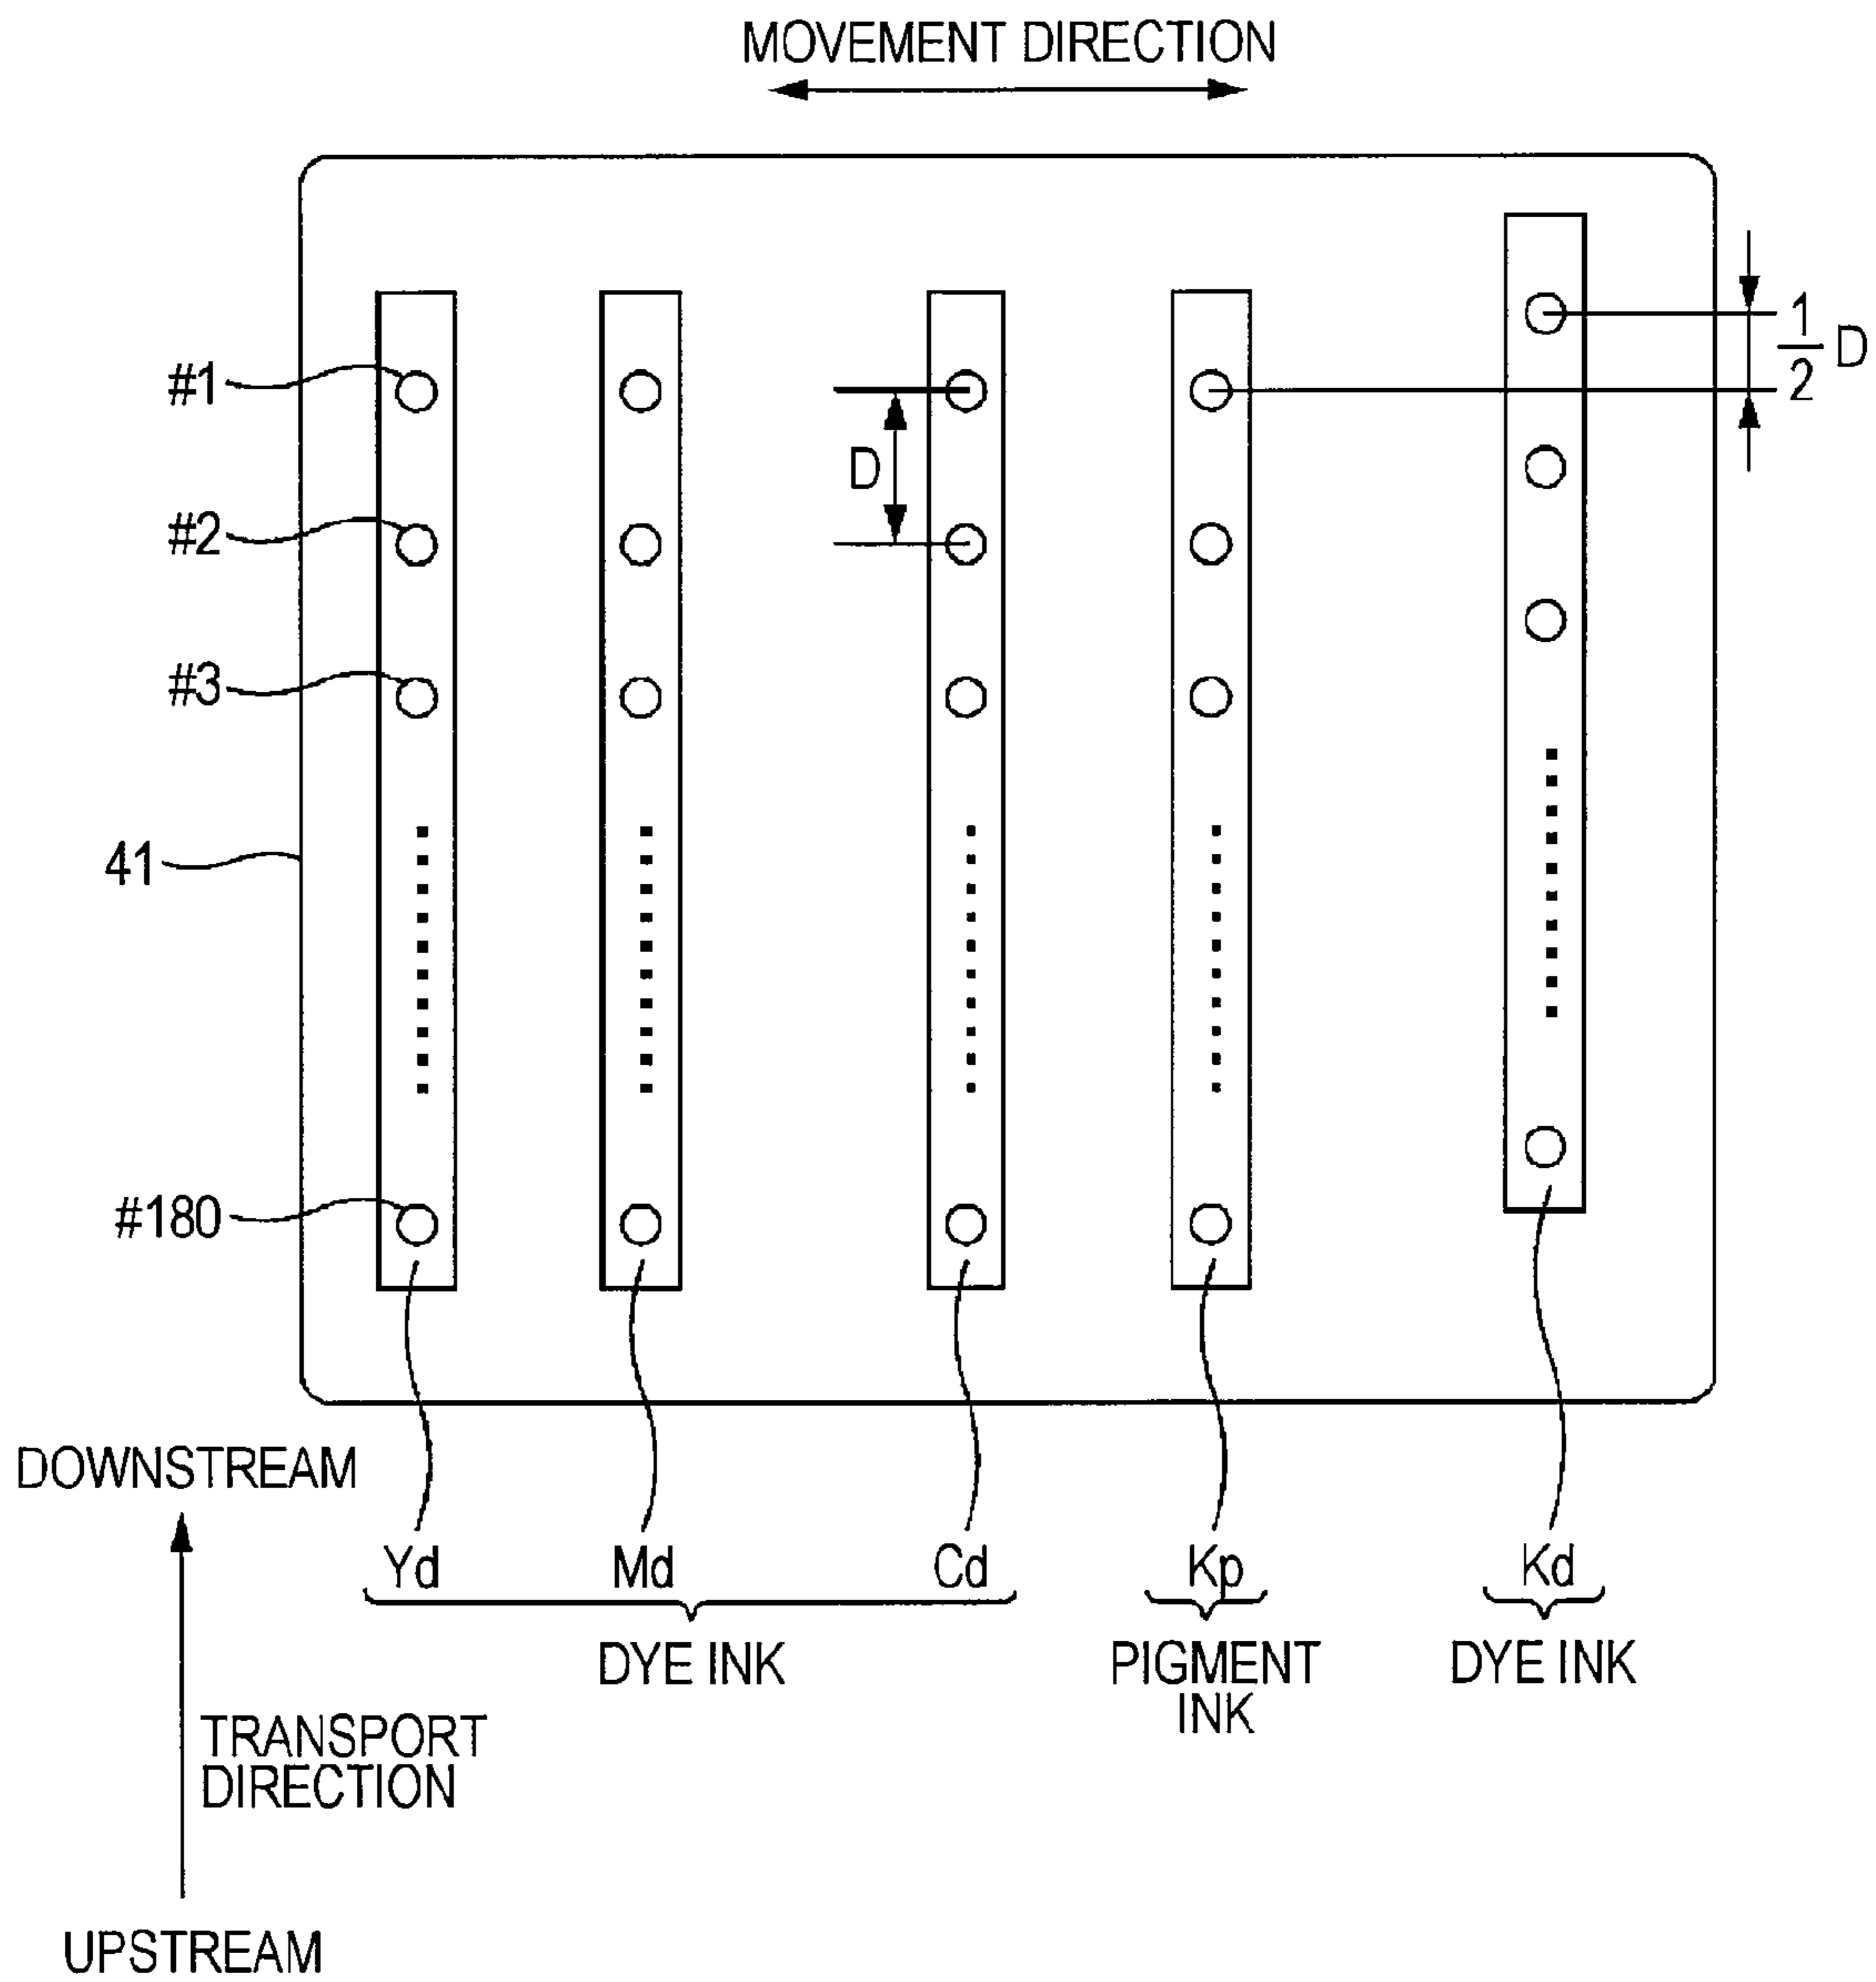 MOVEMENT DIRECTION
#1
#2
#3
41
#180
D
1
2
D
DOWNSTREAM
TRANSPORT
DIRECTION
UPSTREAM
Yd Md Cd Kp Kd
DYE INK PIGMENT DYE INK
INK